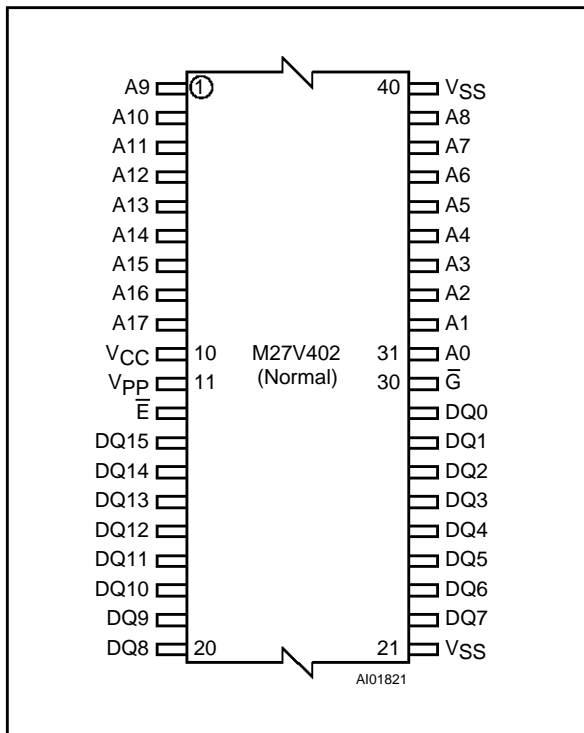 A9 1 40 VSS
A10 A8
A11 A7
A12 A6
A13 A5
A14 A4
A15 A3
A16 A2
A17 A1
VCC 10 M27V402 31 A0
VPP 11 (Normal) 30 G̅
E̅ DQ0
DQ15 DQ1
DQ14 DQ2
DQ13 DQ3
DQ12 DQ4
DQ11 DQ5
DQ10 DQ6
DQ9 DQ7
DQ8 20 21 VSS
AI01821